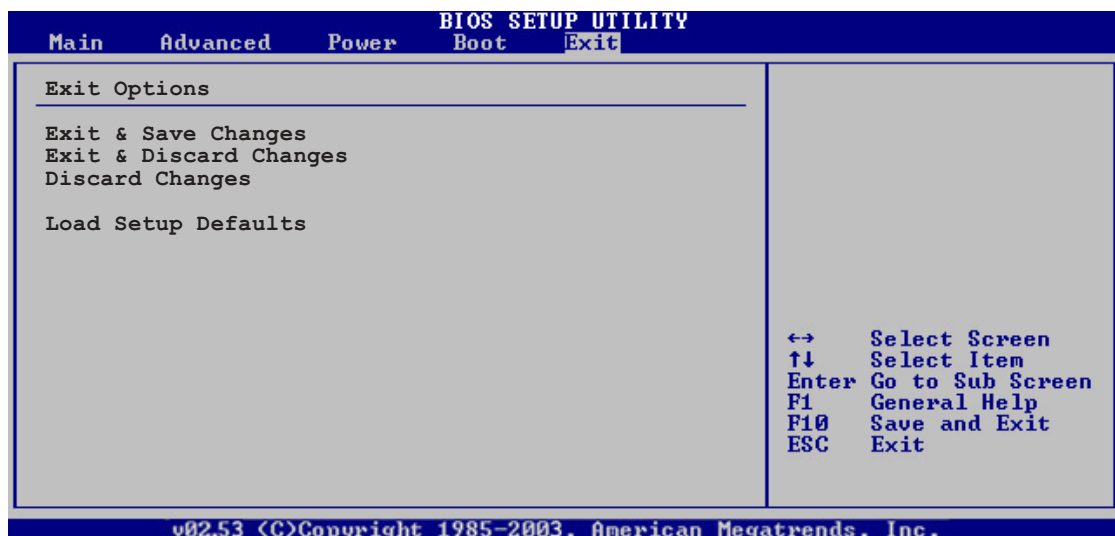 BIOS SETUP UTILITY
Main Advanced Power Boot Exit
Exit Options
Exit & Save Changes
Exit & Discard Changes
Discard Changes
Load Setup Defaults
←→ Select Screen
↑↓ Select Item
Enter Go to Sub Screen
F1 General Help
F10 Save and Exit
ESC Exit
v02.53 (C)Copyright 1985-2003, American Megatrends, Inc.